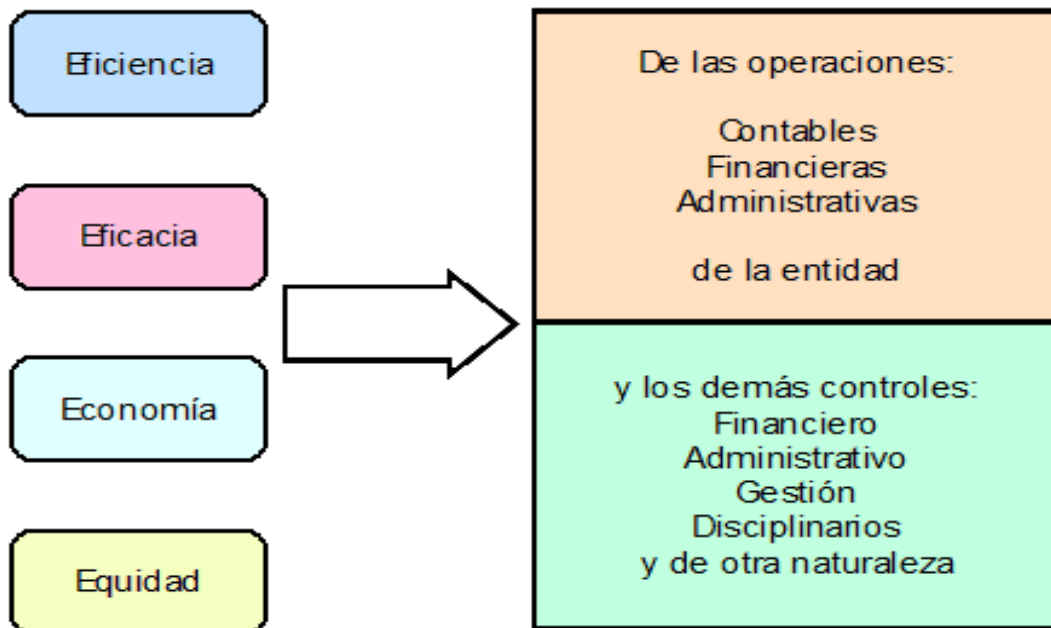 Eficiencia
Eficacia
Economía
Equidad
De las operaciones:
Contables
Financieras
Administrativas
de la entidad
y los demás controles:
Financiero
Administrativo
Gestión
Disciplinarios
y de otra naturaleza